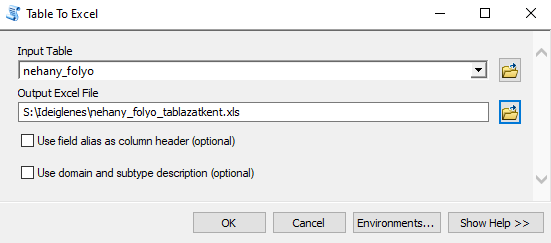 Table To Excel
Input Table
nehany_folyo
Output Excel File
S:\Ideiglenes\nehany_folyo_tablazatkent.xls
Use field alias as column header (optional)
Use domain and subtype description (optional)
OK Cancel Environments... Show Help >>